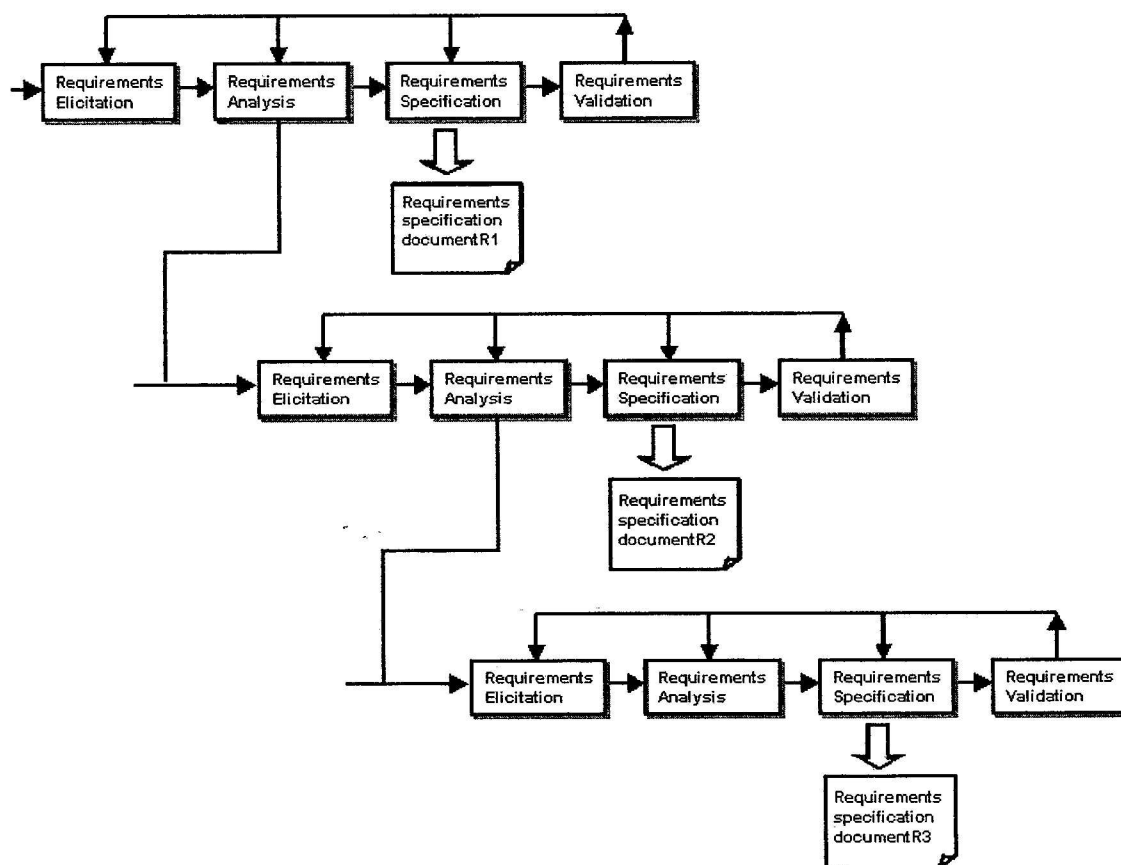 Requirements
Elicitation
Requirements
Analysis
Requirements
Specification
Requirements
Validation
Requirements
specification
documentR1
Requirements
Elicitation
Requirements
Analysis
Requirements
Specification
Requirements
Validation
Requirements
specification
documentR2
Requirements
Elicitation
Requirements
Analysis
Requirements
Specification
Requirements
Validation
Requirements
specification
documentR3